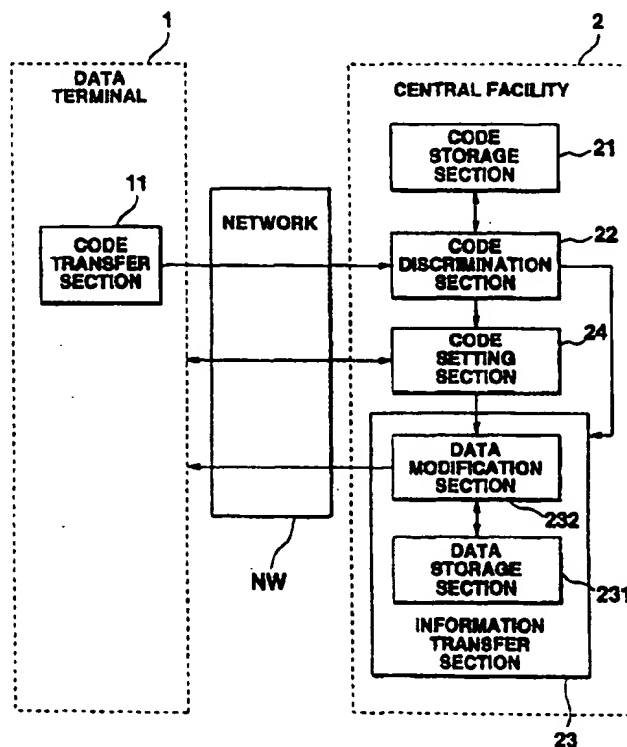 1
2
DATA
TERMINAL
CENTRAL FACILITY
CODE
STORAGE
SECTION
21
11
NETWORK
22
CODE
TRANSFER
SECTION
CODE
DISCRIMINATION
SECTION
24
CODE
SETTING
SECTION
DATA
MODIFICATION
SECTION
232
NW
DATA
STORAGE
SECTION
231
INFORMATION
TRANSFER
SECTION
23